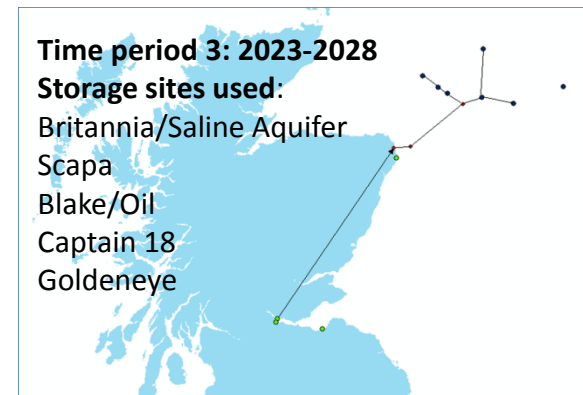 Time period 3: 2023-2028
Storage sites used:
Britannia/Saline Aquifer
Scapa
Blake/Oil
Captain 18
Goldeneye